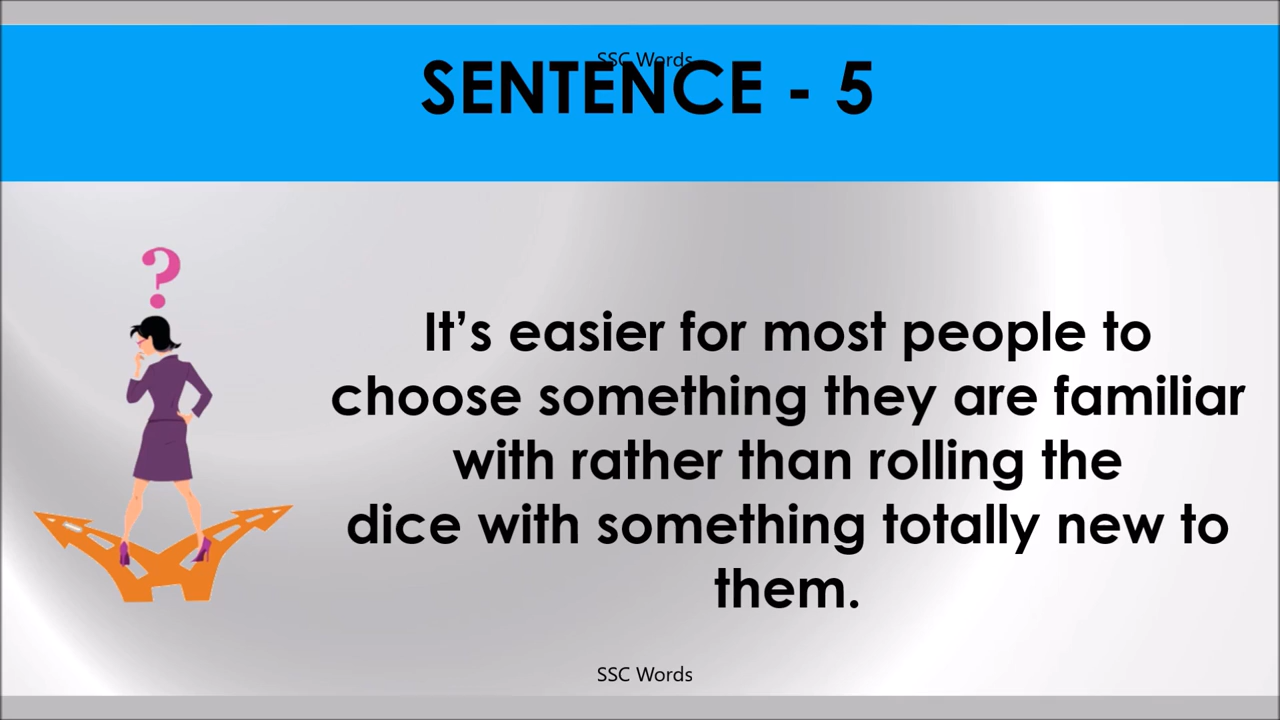 SSC Words
SENTENCE - 5
?
It’s easier for most people to
choose something they are familiar
with rather than rolling the
dice with something totally new to
them.
SSC Words